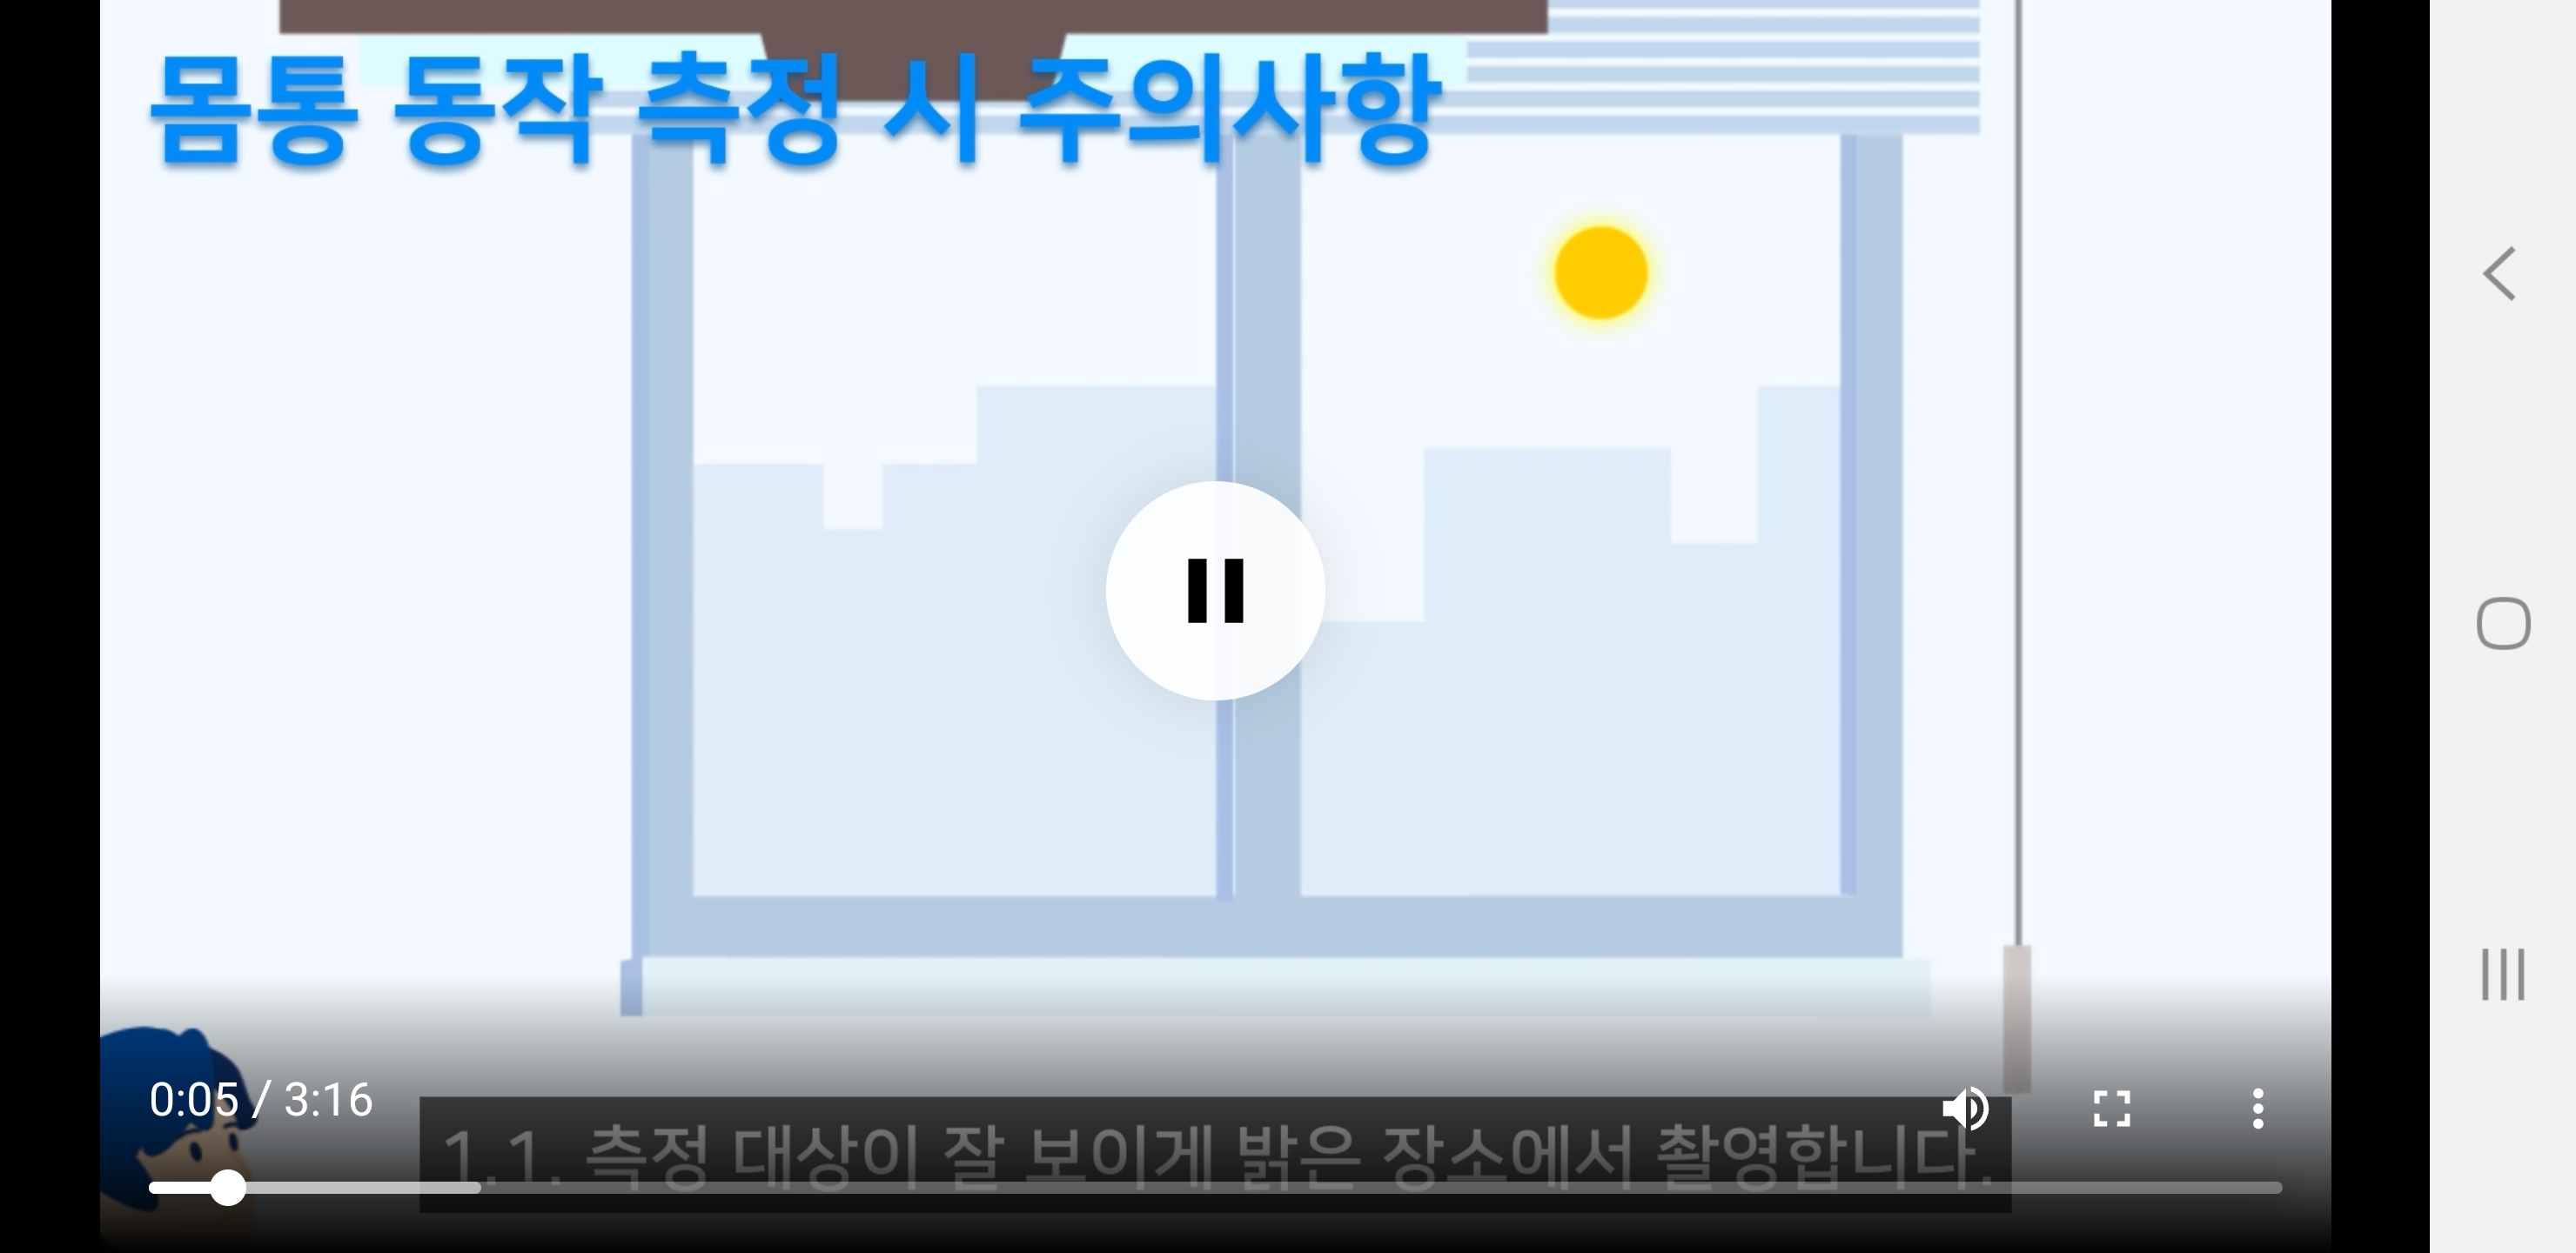 몸통 동작 측정 시 주의사항
0:05 / 3:16
1.1. 측정 대상이 잘 보이게 밝은 장소에서 촬영합니다.